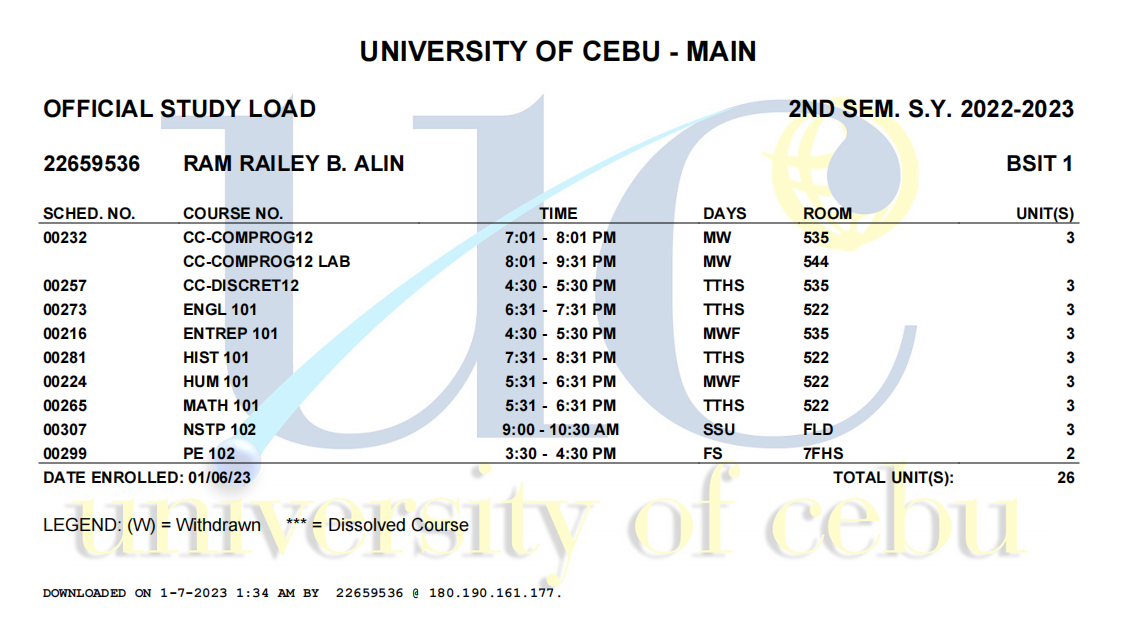 UNIVERSITY OF CEBU - MAIN
OFFICIAL STUDY LOAD 2ND SEM. S.Y. 2022-2023
22659536 RAM RAILEY B. ALIN BSIT 1
SCHED. NO. COURSE NO. TIME DAYS ROOM UNIT(S)
00232 CC-COMPROG12 7:01 - 8:01 PM MW 535 3
CC-COMPROG12 LAB 8:01 - 9:31 PM MW 544
00257 CC-DISCRET12 4:30 - 5:30 PM TTHS 535 3
00273 ENGL 101 6:31 - 7:31 PM TTHS 522 3
00216 ENTREP 101 4:30 - 5:30 PM MWF 535 3
00281 HIST 101 7:31 - 8:31 PM TTHS 522 3
00224 HUM 101 5:31 - 6:31 PM MWF 522 3
00265 MATH 101 5:31 - 6:31 PM TTHS 522 3
00307 NSTP 102 9:00 - 10:30 AM SSU FLD 3
00299 PE 102 3:30 - 4:30 PM FS 7FHS 2
DATE ENROLLED: 01/06/23 TOTAL UNIT(S): 26
LEGEND: (W) = Withdrawn *** = Dissolved Course
uc
university of cebu
DOWNLOADED ON 1-7-2023 1:34 AM BY 22659536 @ 180.190.161.177.